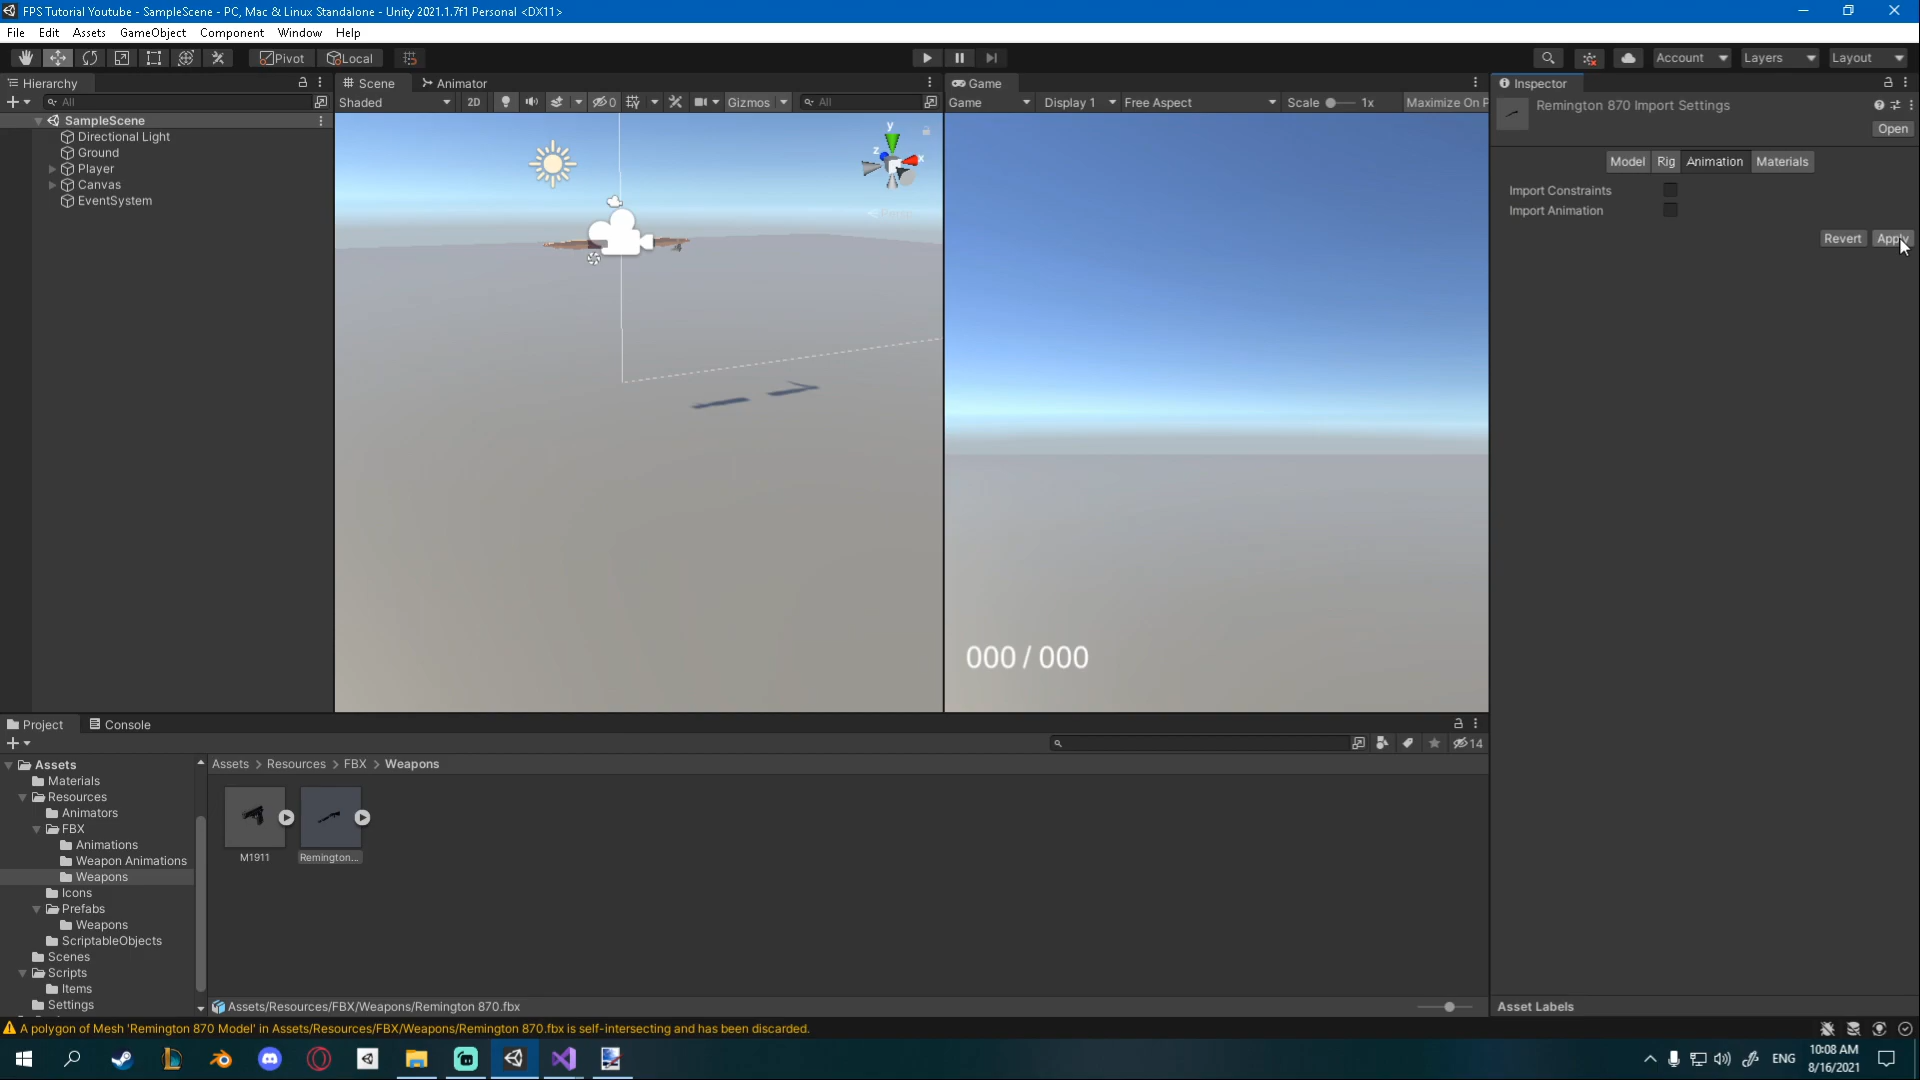 FPS Tutorial Youtube - SampleScene - PC, Mac & Linux Standalone - Unity 2021.1.7f1 Personal <DX11>
File Edit Assets GameObject Component Window Help
Pivot Local Account Layers Layout
Hierarchy
All
SampleScene
Directional Light
Ground
Player
Canvas
EventSystem
Scene Animator
Shaded 2D 0 Gizmos All
y
z x
Game
Game Display 1 Free Aspect Scale 1x Maximize On P
000 / 000
Inspector
Remington 870 Import Settings
Open
Model Rig Animation Materials
Import Constraints
Import Animation
Revert Apply
Asset Labels
Project Console
14
Assets
Materials
Resources
Animators
FBX
Animations
Weapon Animations
Weapons
Icons
Prefabs
Weapons
ScriptableObjects
Scenes
Scripts
Items
Settings
Assets > Resources > FBX > Weapons
M1911 Remington...
Assets/Resources/FBX/Weapons/Remington 870.fbx
A polygon of Mesh 'Remington 870 Model' in Assets/Resources/FBX/Weapons/Remington 870.fbx is self-intersecting and has been discarded.
ENG
10:08 AM
8/16/2021